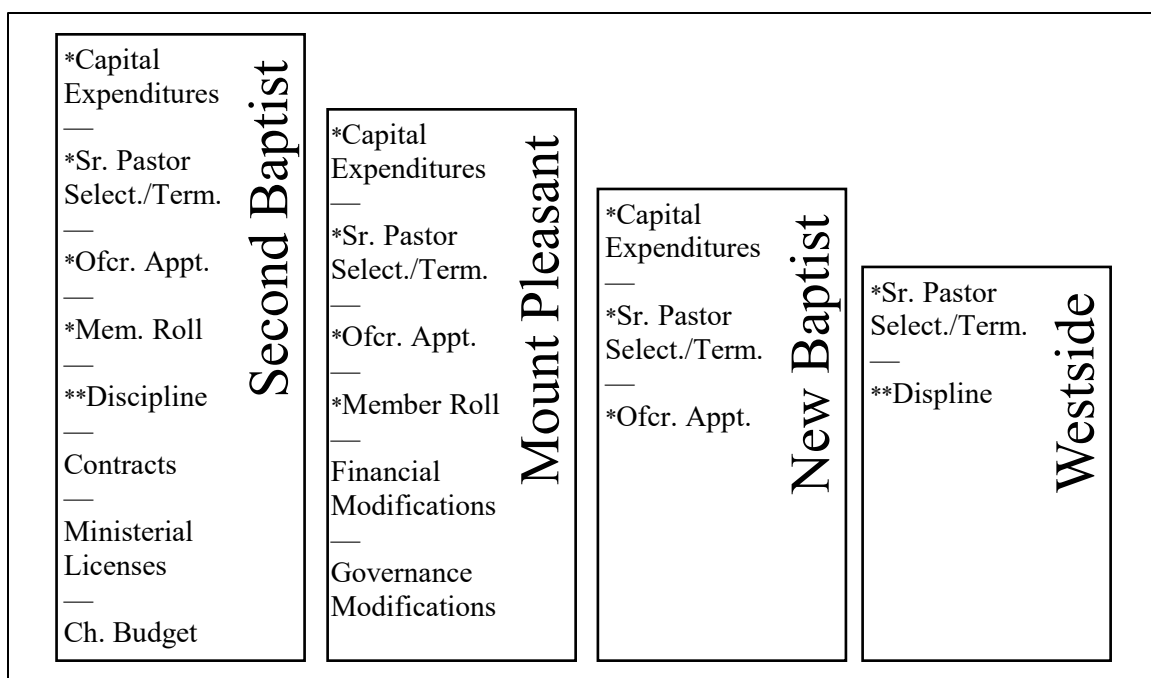 *Capital
Expenditures
—
*Sr. Pastor
Select./Term.
—
*Ofcr. Appt.
—
*Mem. Roll
—
**Discipline
—
Contracts
—
Ministerial
Licenses
—
Ch. Budget
Second Baptist
*Capital
Expenditures
—
*Sr. Pastor
Select./Term.
—
*Ofcr. Appt.
—
*Member Roll
—
Financial
Modifications
—
Governance
Modifications
Mount Pleasant
*Capital
Expenditures
—
*Sr. Pastor
Select./Term.
—
*Ofcr. Appt.
New Baptist
*Sr. Pastor
Select./Term.
—
**Displine
Westside